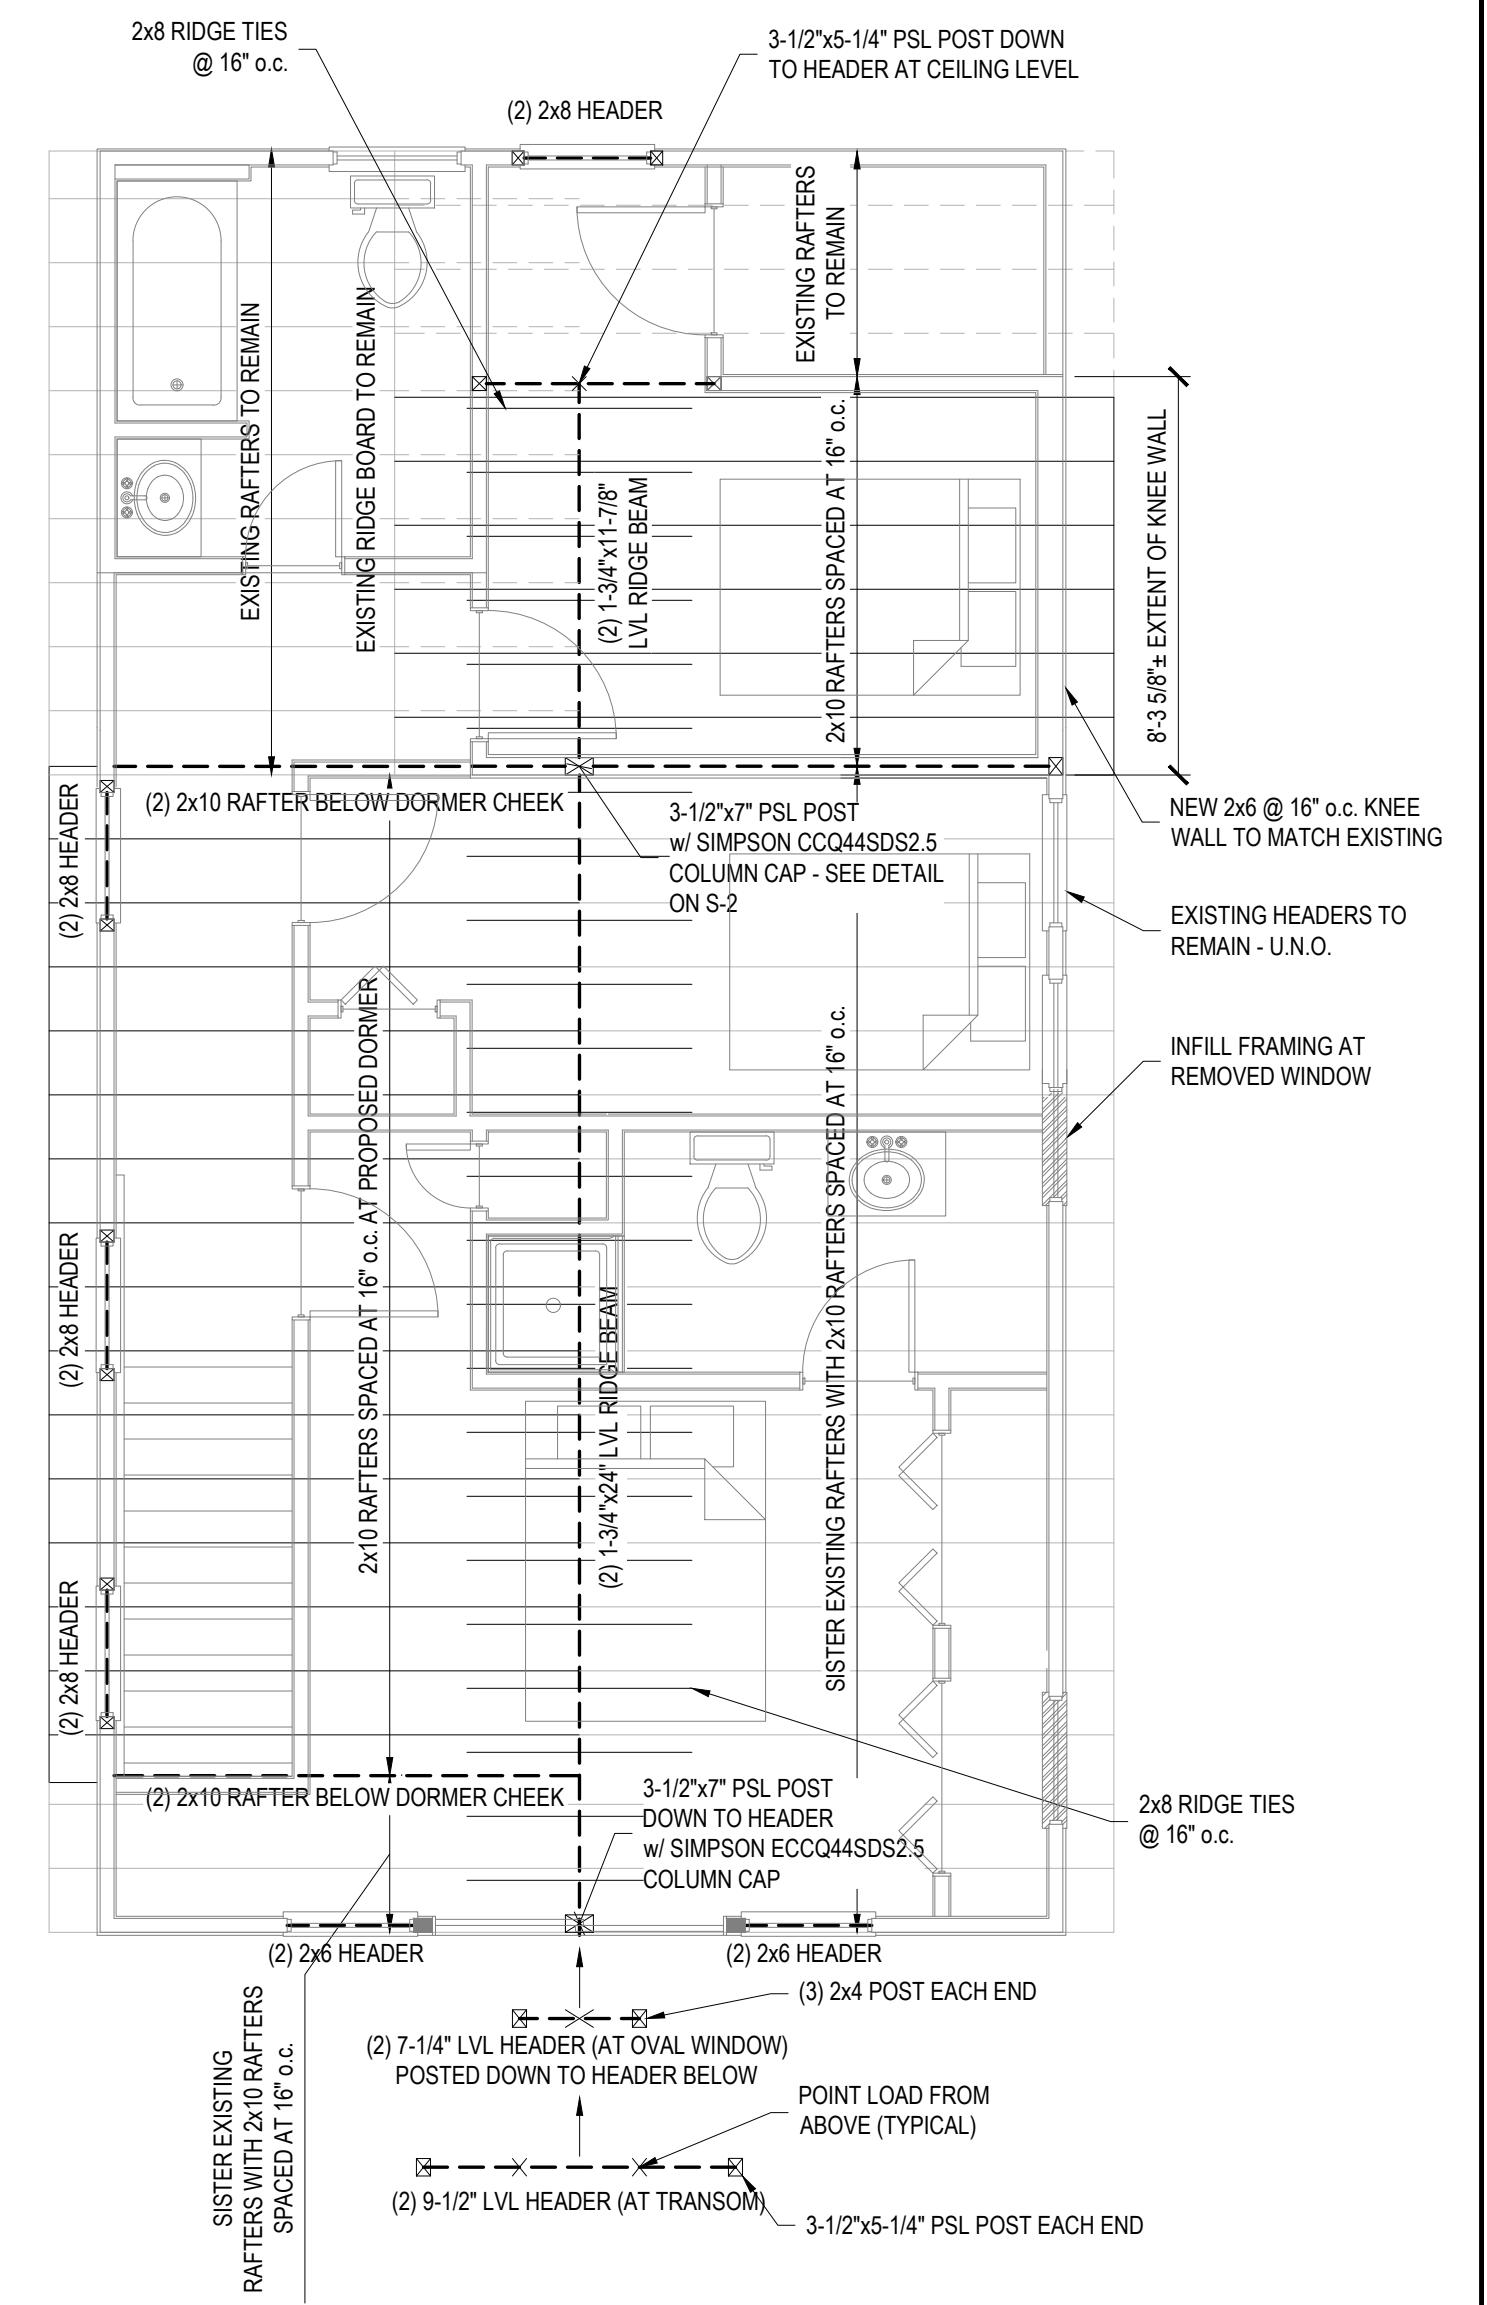 2x8 RIDGE TIES
@ 16" o.c.
3-1/2"x5-1/4" PSL POST DOWN
TO HEADER AT CEILING LEVEL
(2) 2x8 HEADER
EXISTING RAFTERS TO REMAIN
EXISTING RIDGE BOARD TO REMAIN
EXISTING RAFTERS
TO REMAIN
(2) 1-3/4"x11-7/8"
LVL RIDGE BEAM
2x10 RAFTERS SPACED AT 16" o.c.
8'-3 5/8"± EXTENT OF KNEE WALL
(2) 2x8 HEADER
(2) 2x10 RAFTER BELOW DORMER CHEEK
3-1/2"x7" PSL POST
w/ SIMPSON CCQ44SDS2.5
COLUMN CAP - SEE DETAIL
ON S-2
NEW 2x6 @ 16" o.c. KNEE
WALL TO MATCH EXISTING
EXISTING HEADERS TO
REMAIN - U.N.O.
INFILL FRAMING AT
REMOVED WINDOW
2x10 RAFTERS SPACED AT 16" o.c. AT PROPOSED DORMER
SISTER EXISTING RAFTERS WITH 2x10 RAFTERS SPACED AT 16" o.c.
(2) 2x8 HEADER
(2) 1-3/4"x24" LVL RIDGE BEAM
(2) 2x8 HEADER
(2) 2x10 RAFTER BELOW DORMER CHEEK
3-1/2"x7" PSL POST
DOWN TO HEADER
w/ SIMPSON ECCQ44SDS2.5
COLUMN CAP
2x8 RIDGE TIES
@ 16" o.c.
(2) 2x6 HEADER
(2) 2x6 HEADER
(3) 2x4 POST EACH END
(2) 7-1/4" LVL HEADER (AT OVAL WINDOW)
POSTED DOWN TO HEADER BELOW
SISTER EXISTING
RAFTERS WITH 2x10 RAFTERS
SPACED AT 16" o.c.
POINT LOAD FROM
ABOVE (TYPICAL)
(2) 9-1/2" LVL HEADER (AT TRANSOM)
3-1/2"x5-1/4" PSL POST EACH END